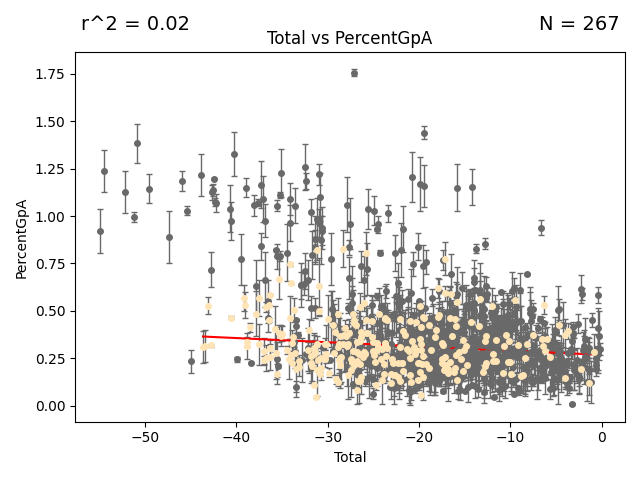 r^2 = 0.02
N = 267
Total vs PercentGpA
1.75
1.50
1.25
1.00
0.75
0.50
0.25
0.00
PercentGpA
−50
−40
−30
−20
−10
0
Total